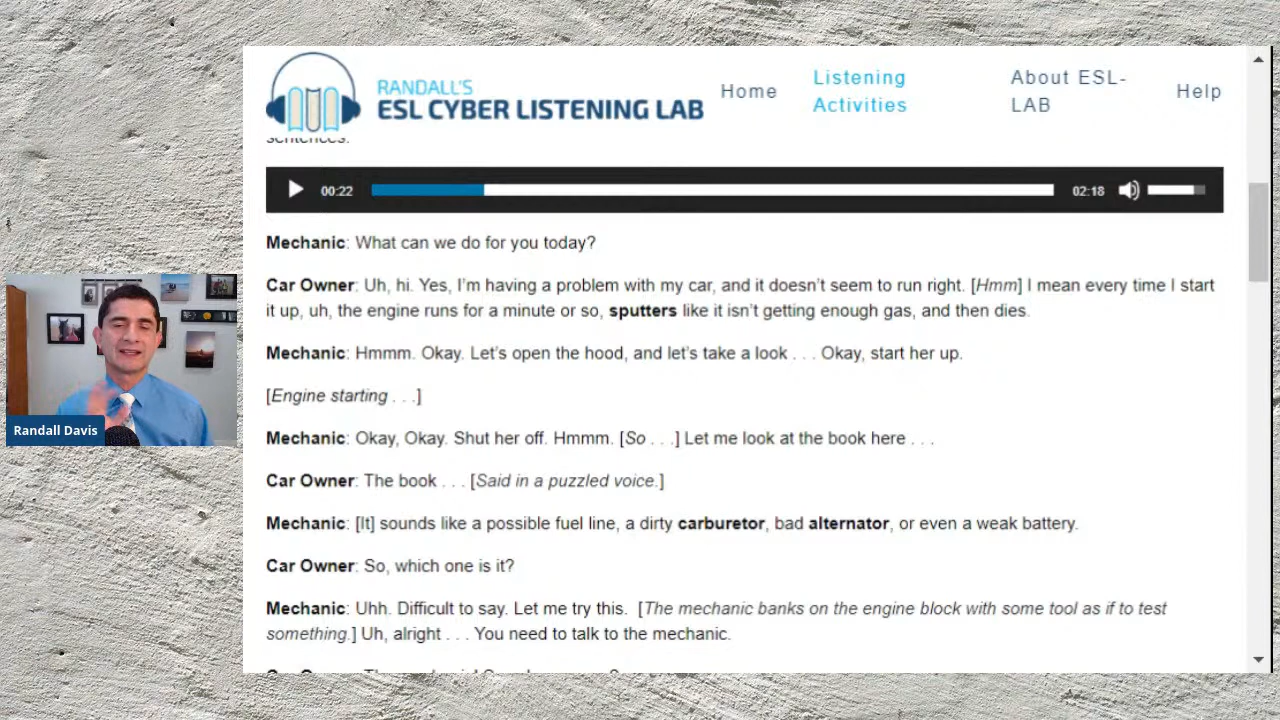 RANDALL'S
ESL CYBER LISTENING LAB
Home
Listening
Activities
About ESL-
LAB
Help
sentences.
00:22
02:18
Mechanic: What can we do for you today?
Car Owner: Uh, hi. Yes, I'm having a problem with my car, and it doesn't seem to run right. [Hmm] I mean every time I start
it up, uh, the engine runs for a minute or so, sputters like it isn't getting enough gas, and then dies.
Mechanic: Hmmm. Okay. Let's open the hood, and let's take a look . . . Okay, start her up.
[Engine starting . . .]
Mechanic: Okay, Okay. Shut her off. Hmmm. [So . . .] Let me look at the book here . . .
Car Owner: The book . . . [Said in a puzzled voice.]
Mechanic: [It] sounds like a possible fuel line, a dirty carburetor, bad alternator, or even a weak battery.
Car Owner: So, which one is it?
Mechanic: Uhh. Difficult to say. Let me try this. [The mechanic banks on the engine block with some tool as if to test
something.] Uh, alright . . . You need to talk to the mechanic.
Randall Davis